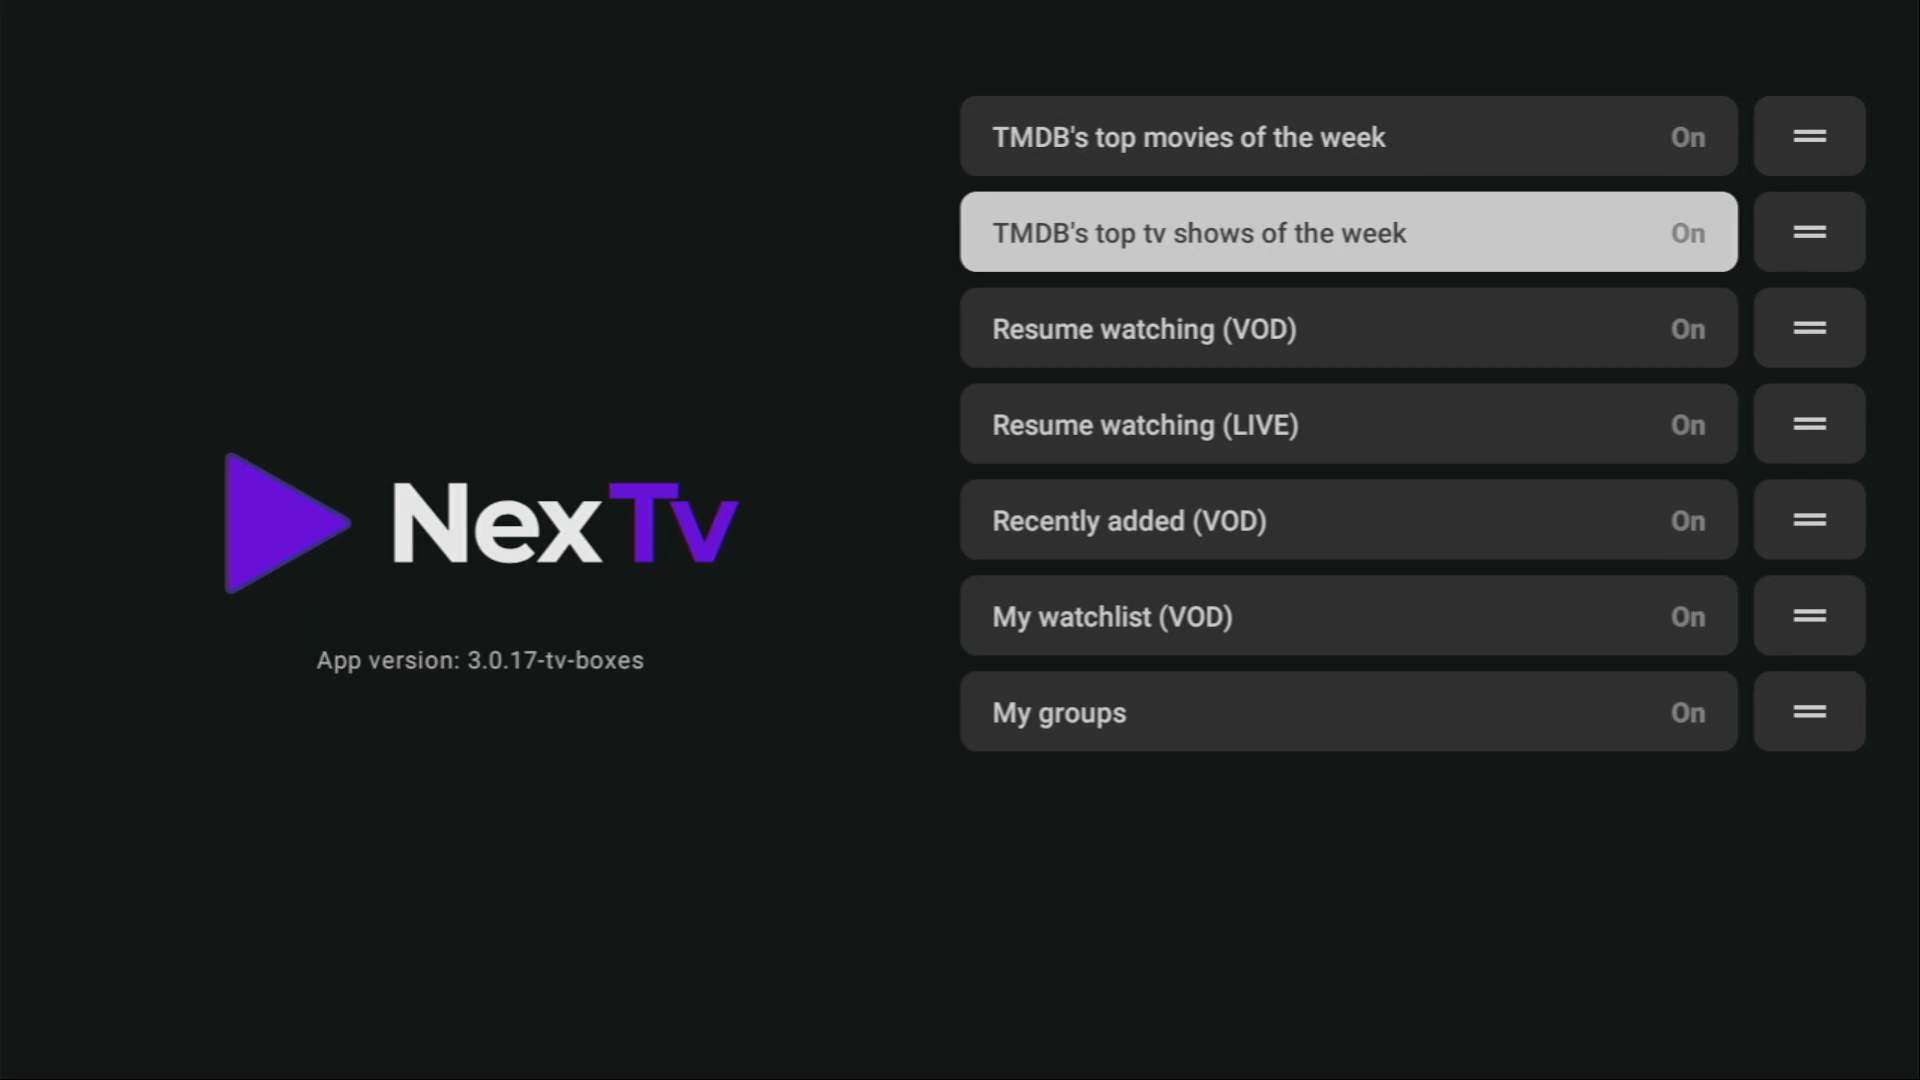 TMDB's top movies of the week On
TMDB's top tv shows of the week On
Resume watching (VOD) On
Resume watching (LIVE) On
Recently added (VOD) On
My watchlist (VOD) On
My groups On
NexTv
App version: 3.0.17-tv-boxes